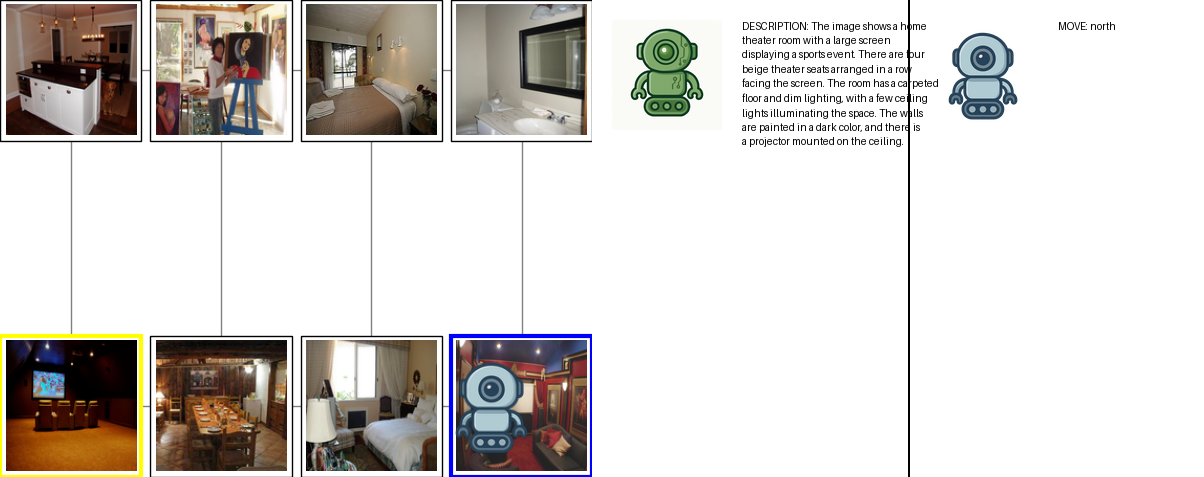 DESCRIPTION: The image shows a home
theater room with a large screen
displaying a sports event. There are four
beige theater seats arranged in a row
facing the screen. The room has a carpeted
floor and dim lighting, with a few ceiling
lights illuminating the space. The walls
are painted in a dark color, and there is
a projector mounted on the ceiling.
MOVE: north